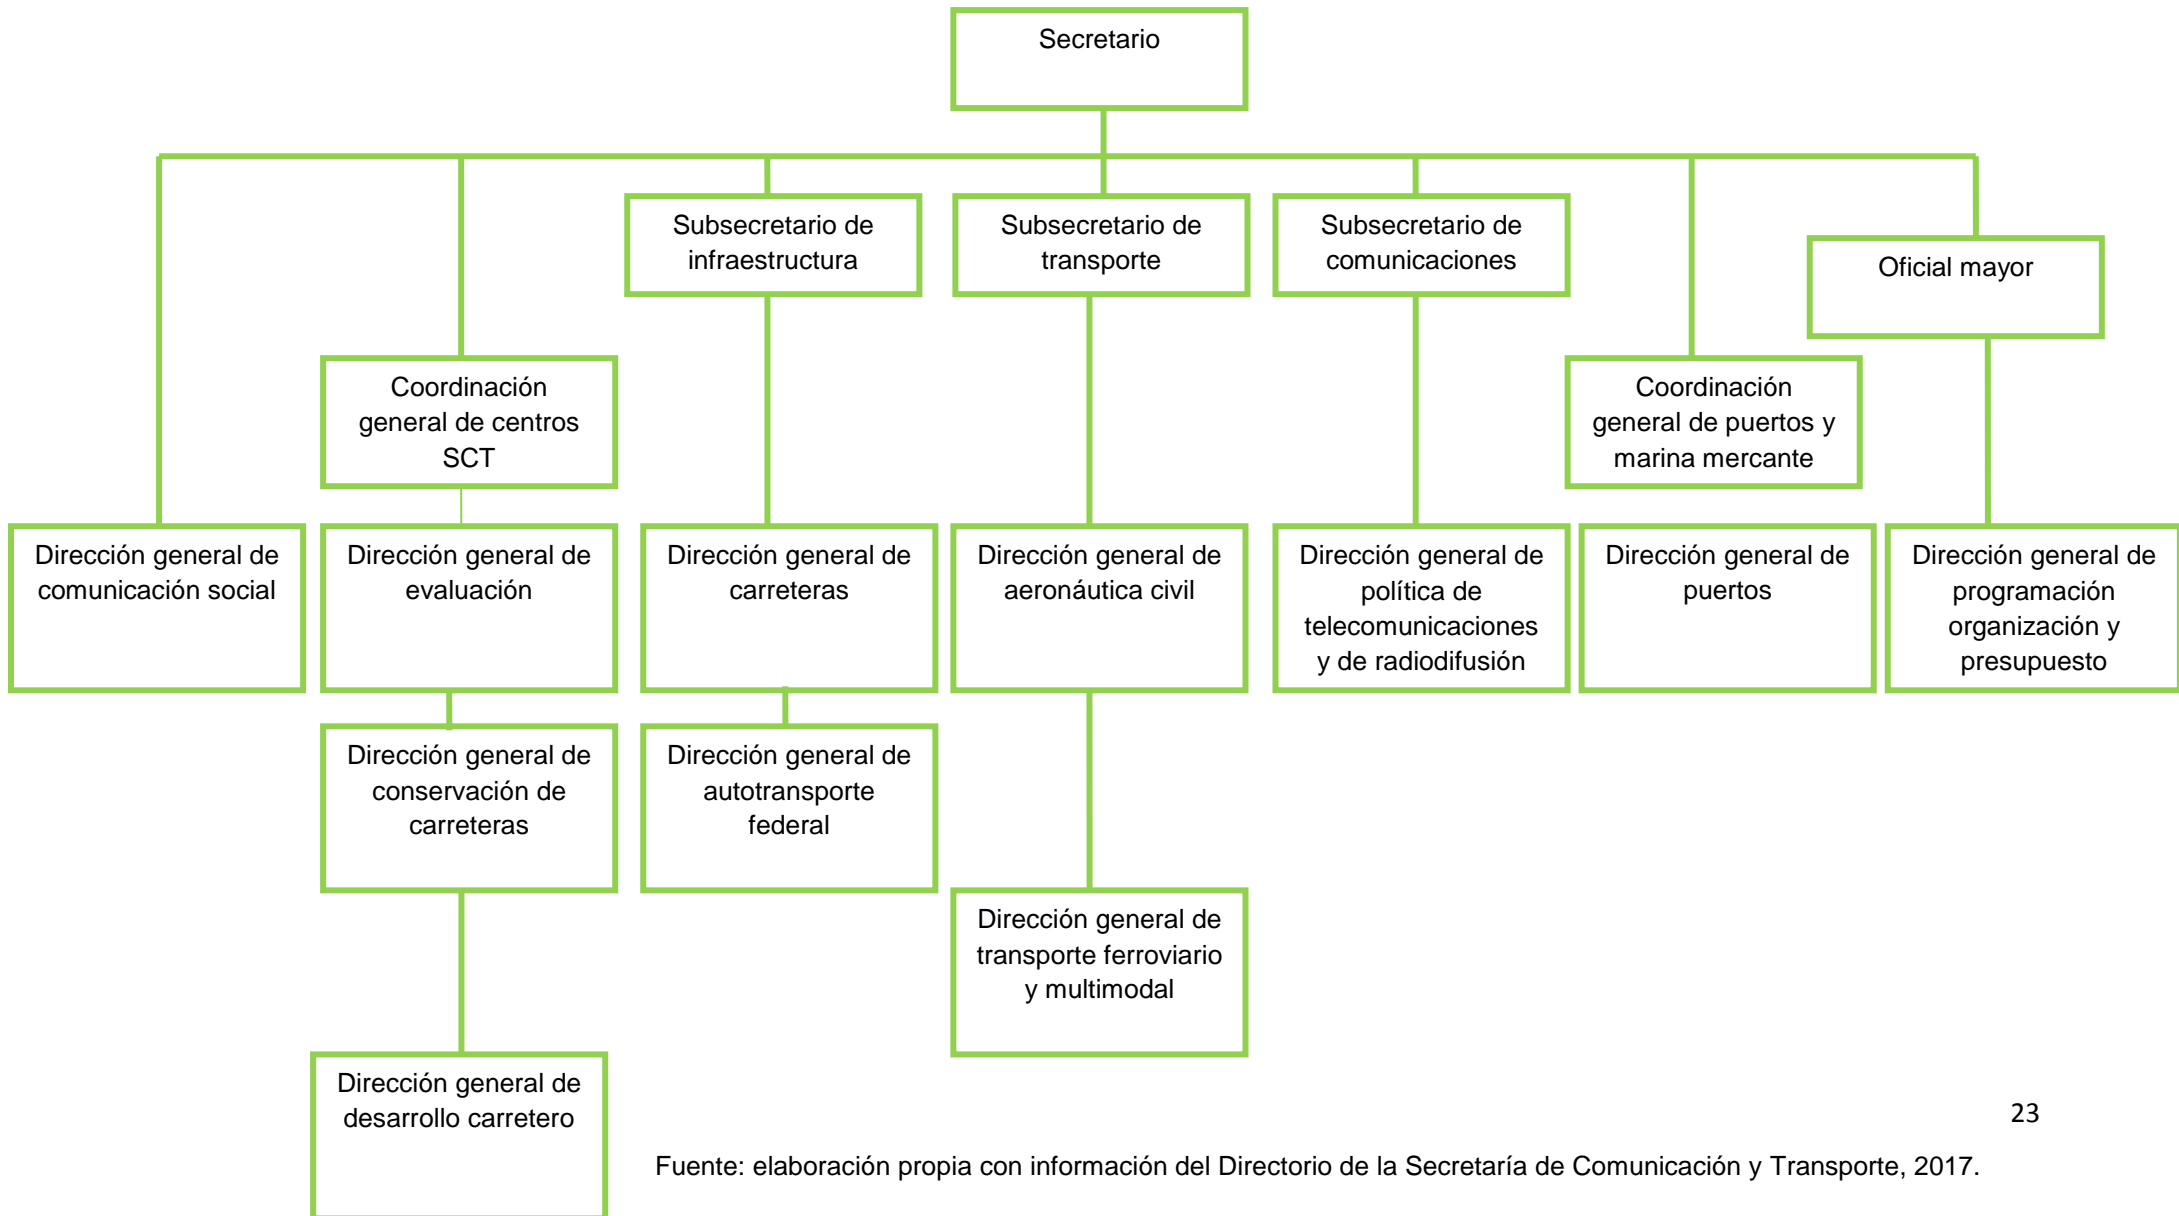 Secretario
Subsecretario de
infraestructura
Subsecretario de
transporte
Subsecretario de
comunicaciones
Oficial mayor
Coordinación
general de centros
SCT
Coordinación
general de puertos y
marina mercante
Dirección general de
comunicación social
Dirección general de
evaluación
Dirección general de
carreteras
Dirección general de
aeronáutica civil
Dirección general de
política de
telecomunicaciones
y de radiodifusión
Dirección general de
puertos
Dirección general de
programación
organización y
presupuesto
Dirección general de
conservación de
carreteras
Dirección general de
autotransporte
federal
Dirección general de
transporte ferroviario
y multimodal
Dirección general de
desarrollo carretero
23
Fuente: elaboración propia con información del Directorio de la Secretaría de Comunicación y Transporte, 2017.